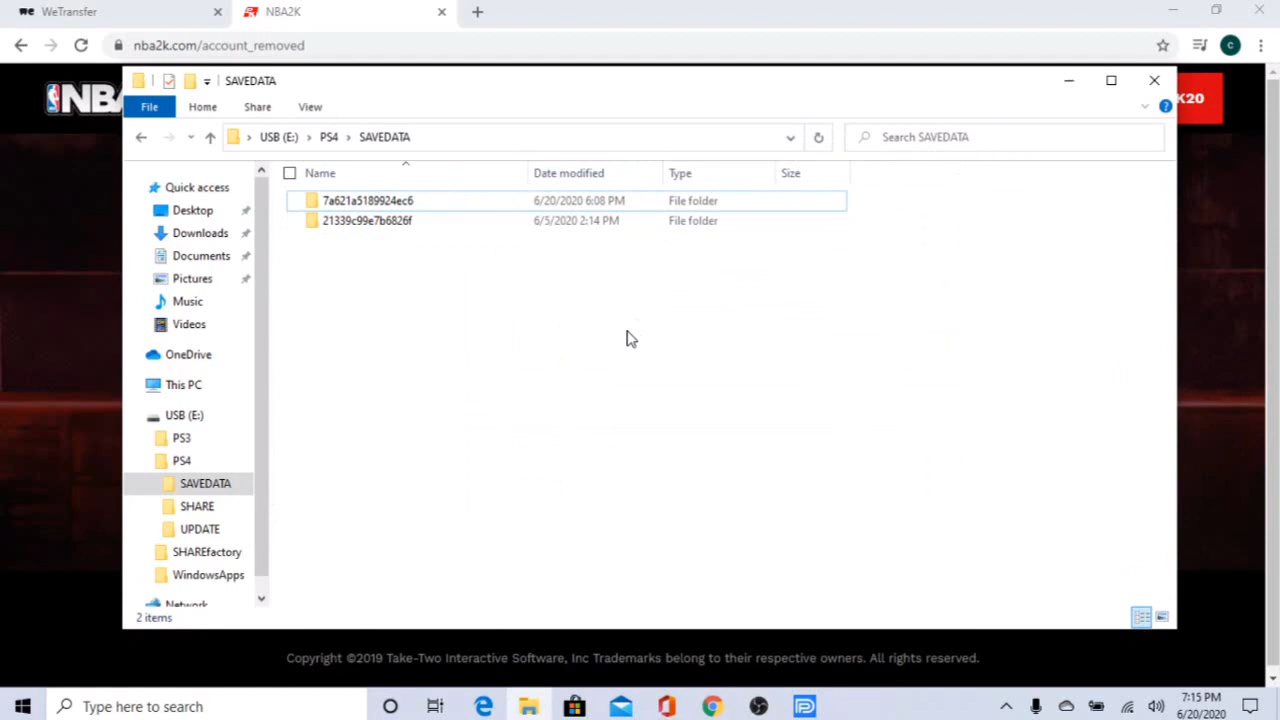 WeTransfer
NBA2K
nba2k.com/account_removed
C
NBA
K20
SAVEDATA
File Home Share View
USB (E:) PS4 SAVEDATA
Search SAVEDATA
Name Date modified Type Size
7a621a5189924ec6 6/20/2020 6:08 PM File folder
21339c99e7b6826f 6/5/2020 2:14 PM File folder
Quick access
Desktop
Downloads
Documents
Pictures
Music
Videos
OneDrive
This PC
USB (E:)
PS3
PS4
SAVEDATA
SHARE
UPDATE
SHAREfactory
WindowsApps
Network
2 items
Copyright ©2019 Take-Two Interactive Software, Inc Trademarks belong to their respective owners. All rights reserved.
Type here to search
7:15 PM
6/20/2020